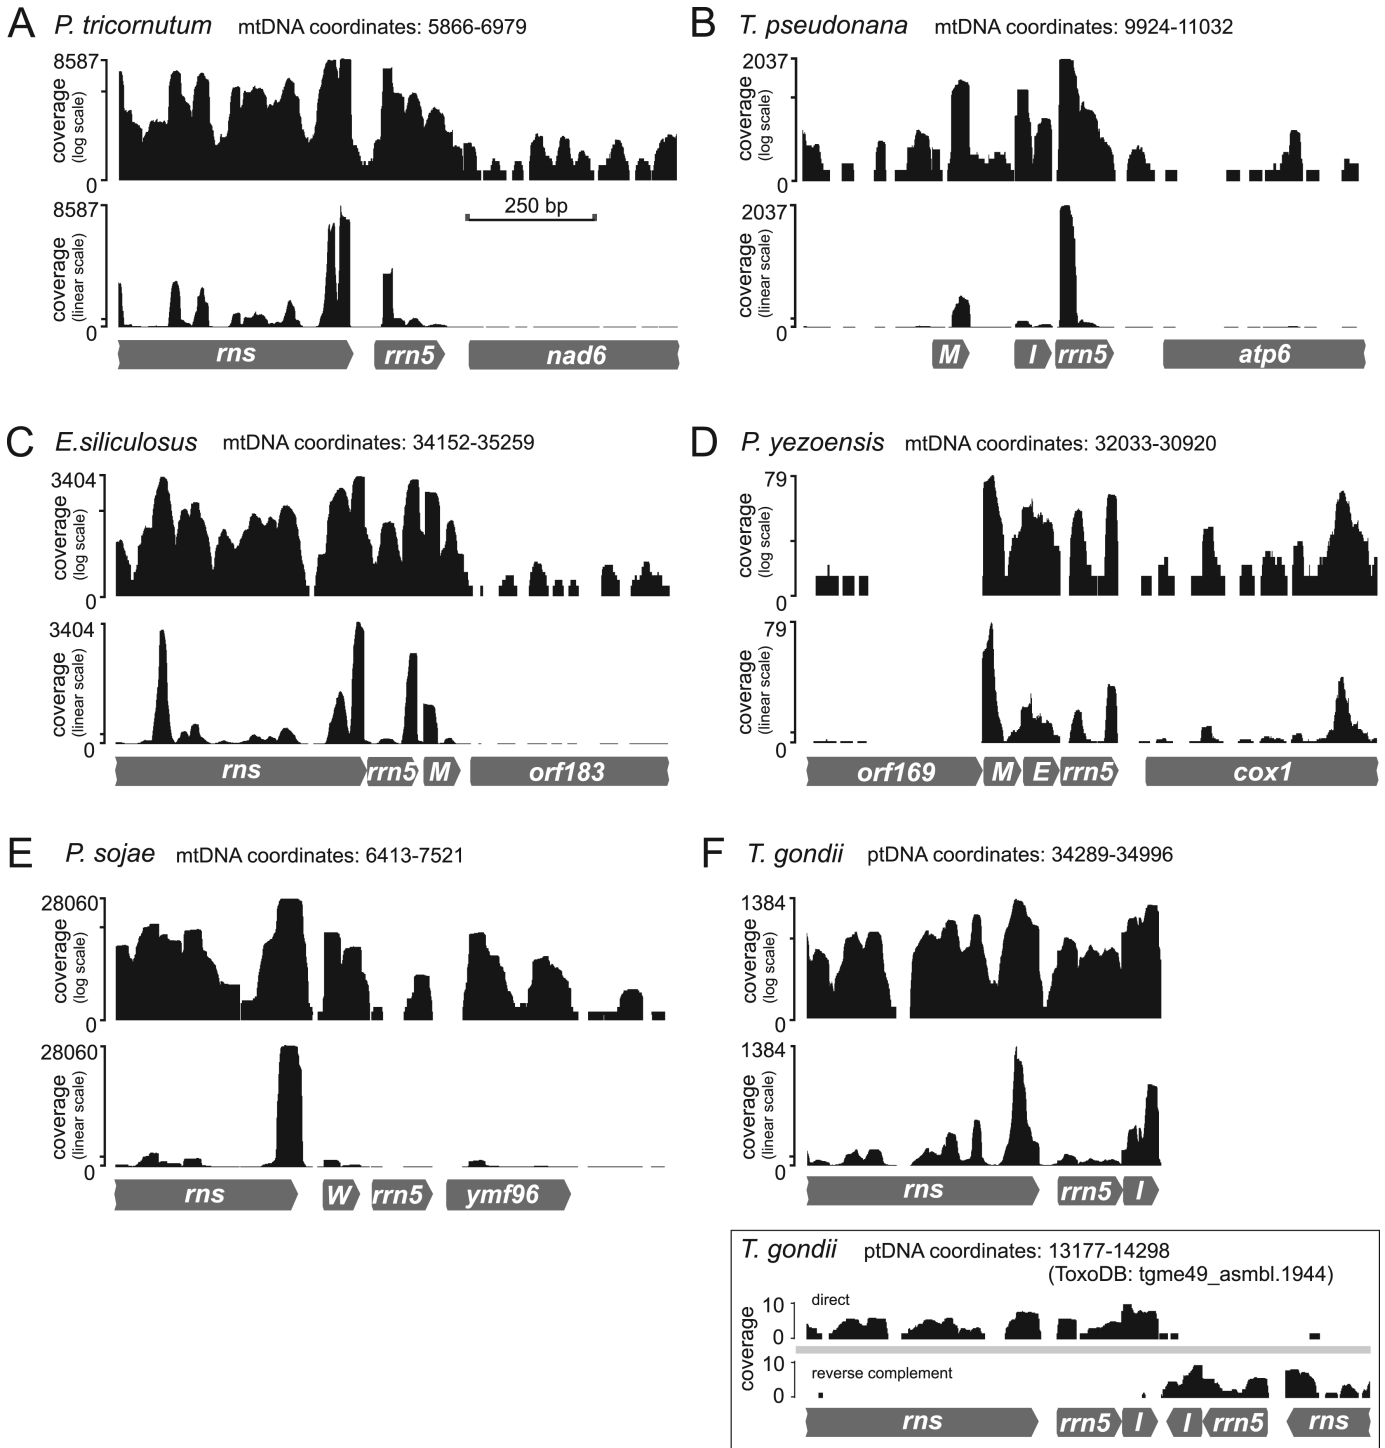 A P. tricornutum mtDNA coordinates: 5866-6979
8587
coverage
(log scale)
0
8587
coverage
(linear scale)
0
250 bp
rns rrn5 nad6
B T. pseudonana mtDNA coordinates: 9924-11032
2037
coverage
(log scale)
0
2037
coverage
(linear scale)
0
M I rrn5 atp6
C E.siliculosus mtDNA coordinates: 34152-35259
3404
coverage
(log scale)
0
3404
coverage
(linear scale)
0
rns rrn5 M orf183
D P. yezoensis mtDNA coordinates: 32033-30920
79
coverage
(log scale)
0
79
coverage
(linear scale)
0
orf169 M E rrn5 cox1
E P. sojae mtDNA coordinates: 6413-7521
28060
coverage
(log scale)
0
28060
coverage
(linear scale)
0
rns W rrn5 ymf96
F T. gondii ptDNA coordinates: 34289-34996
1384
coverage
(log scale)
0
1384
coverage
(linear scale)
0
rns rrn5 I
T. gondii ptDNA coordinates: 13177-14298
(ToxoDB: tgme49_asmbl.1944)
coverage
10
direct
0
10
reverse complement
0
rns rrn5 I I rrn5 rns